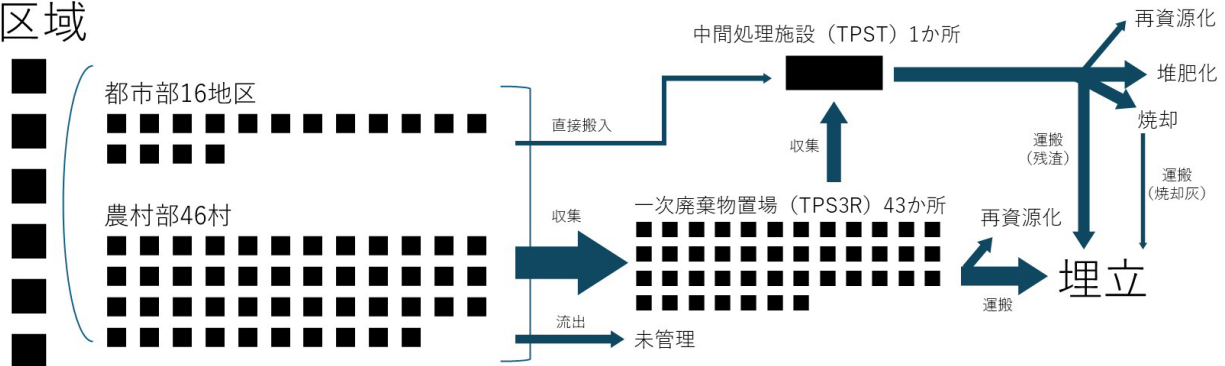 区域
都市部16地区
農村部46村
直接搬入
収集
流出
未管理
中間処理施設（TPST）1か所
収集
一次廃棄物置場（TPS3R）43か所
再資源化
運搬
再資源化
堆肥化
焼却
運搬
（残渣）
運搬
（焼却灰）
埋立